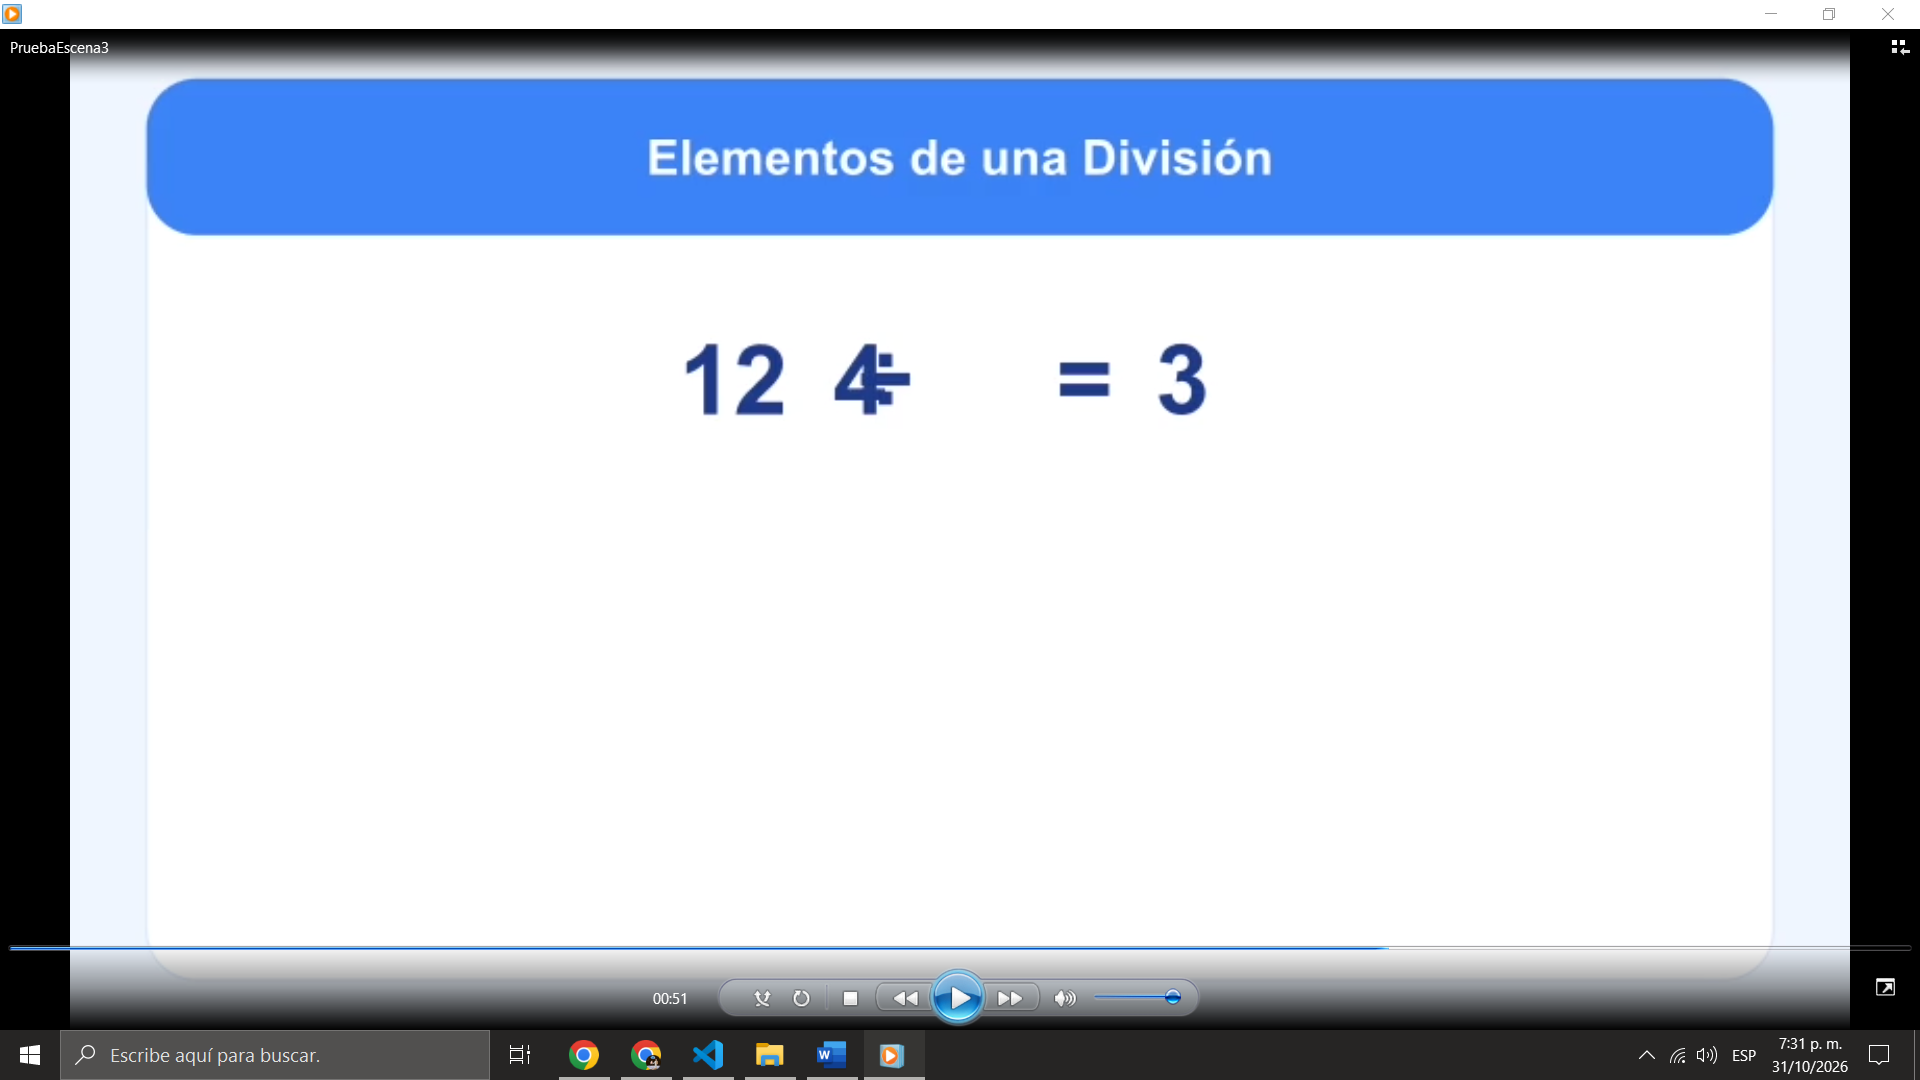 PruebaEscena3
Elementos de una División
12 4÷ = 3
00:51
Escribe aquí para buscar.
ESP
7:31 p. m.
31/10/2026